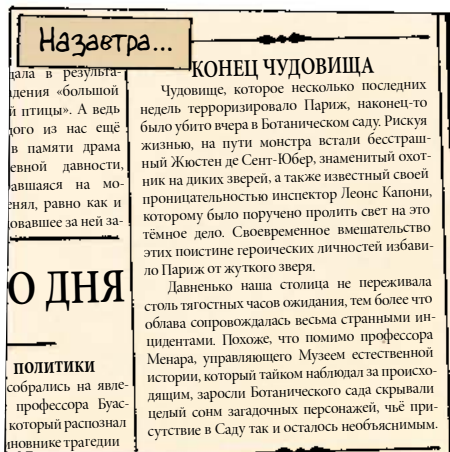 Назавтра...
дала в результа-
дения «большой
й птицы». А ведь
дого из нас ещё
в памяти драма
евной давности,
авшаяся на мо-
енял, равно как и
овавшее за ней за-
О ДНЯ
ПОЛИТИКИ
собрались на явле-
профессора Буас-
который распознал
иновнике трагедии
КОНЕЦ ЧУДОВИЩА
Чудовище, которое несколько последних
недель терроризировало Париж, наконец-то
было убито вчера в Ботаническом саду. Рискуя
жизнью, на пути монстра встали бесстраш-
ный Жюстен де Сент-Юбер, знаменитый охот-
ник на диких зверей, а также известный своей
проницательностью инспектор Леонс Капони,
которому было поручено пролить свет на это
тёмное дело. Своевременное вмешательство
этих поистине героических личностей избави-
ло Париж от жуткого зверя.
Давненько наша столица не переживала
столь тягостных часов ожидания, тем более что
облава сопровождалась весьма странными ин-
цидентами. Похоже, что помимо профессора
Менара, управляющего Музеем естественной
истории, который тайком наблюдал за происхо-
дящим, заросли Ботанического сада скрывали
целый сонм загадочных персонажей, чьё при-
сутствие в Саду так и осталось необъяснимым.